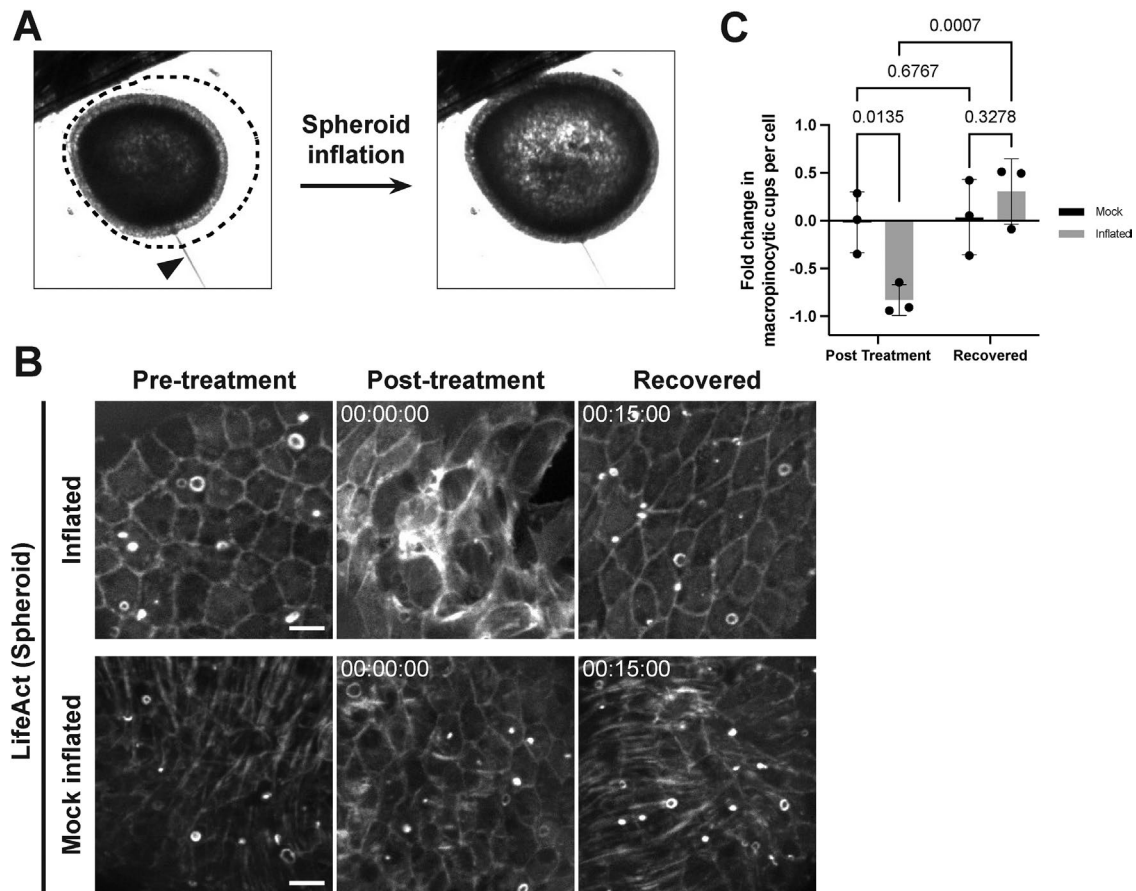 A
Spheroid
inflation
C
0.0007
0.6767
0.0135
0.3278
Fold change in
macropinocytic cups per cell
1.0
0.5
0.0
-0.5
-1.0
Post Treatment
Recovered
Mock
Inflated
B
Pre-treatment
Post-treatment
Recovered
LifeAct (Spheroid)
Inflated
00:00:00
00:15:00
Mock inflated
00:00:00
00:15:00